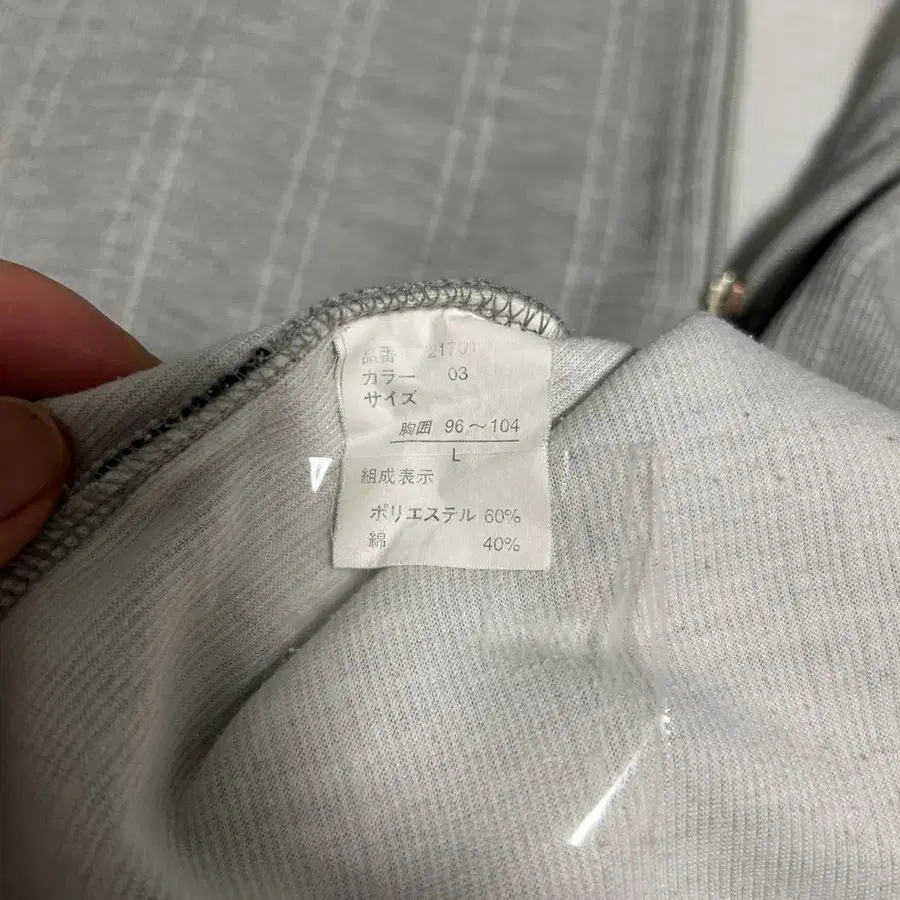 品番 2170
カラー 03
サイズ
胸囲 96～104
L
組成表示
ポリエステル 60%
綿 40%